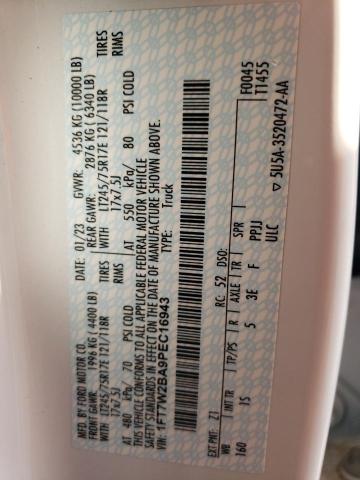 MFD. BY FORD MOTOR CO.
DATE: 01/23 GVWR: 4536 KG (10000 LB)
FRONT GAWR: 1996 KG ( 4400 LB) REAR GAWR: 2876 KG ( 6340 LB)
WITH LT245/75R17E 121/118R TIRES WITH LT245/75R17E 121/118R TIRES
17x7.5J RIMS 17x7.5J RIMS
AT 480 kPa/ 70 PSI COLD AT 550 kPa/ 80 PSI COLD
THIS VEHICLE CONFORMS TO ALL APPLICABLE FEDERAL MOTOR VEHICLE
IN EFFECT ON THE DATE OF MANUFACTURE SHOWN ABOVE.
VIN: 1FT7W2BA9PEC16943
TYPE: Truck
F0045
T1455
EXT PNT: Z1 RC: 52 DSO:
WB INT TR TP/PS R AXLE TR SPR
160 1S 5 3E F PPJJ
ULC
5U5A-3520472-AA